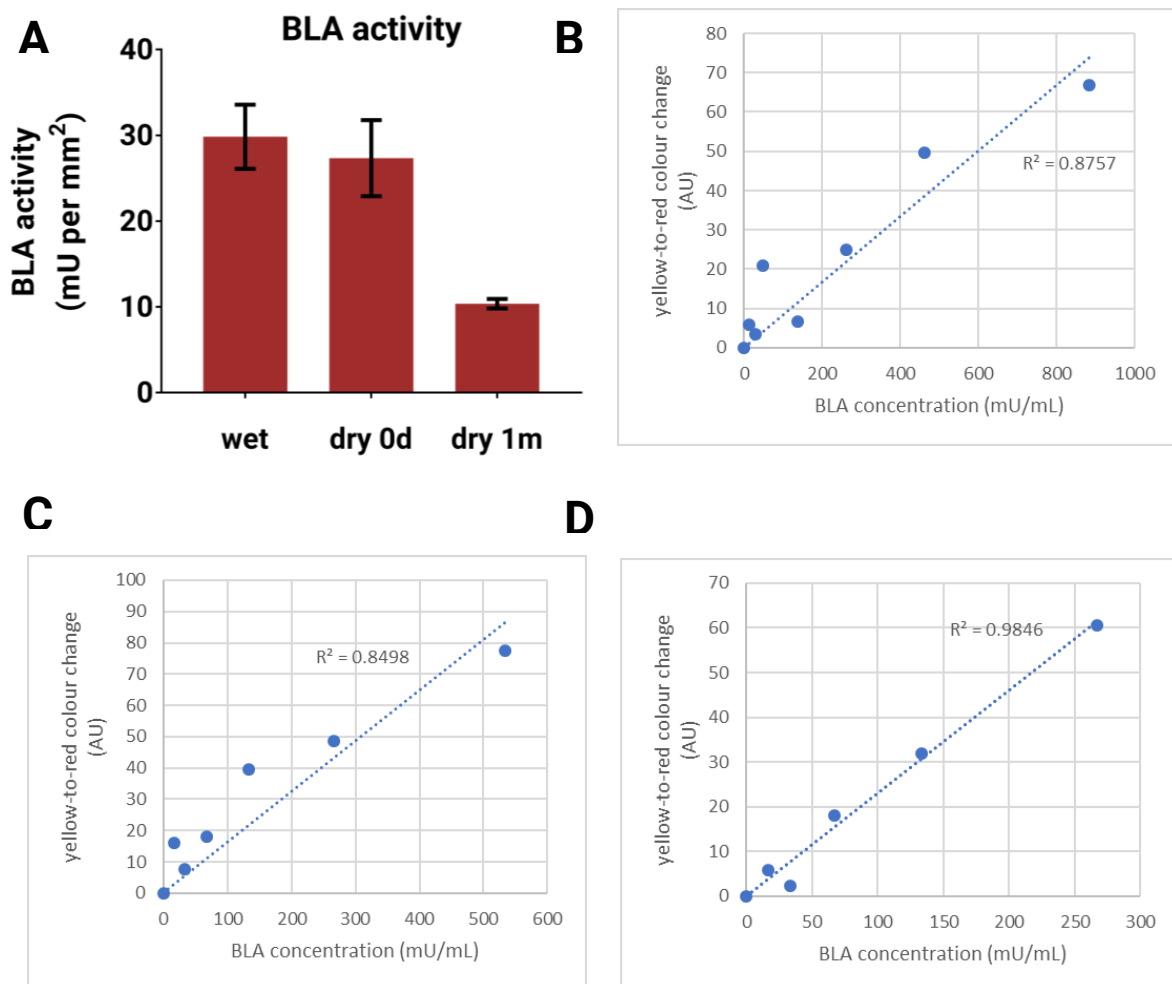 A
BLA activity
BLA activity
(mU per mm²)
40
30
20
10
0
wet dry 0d dry 1m
B
yellow-to-red colour change
(AU)
80
70
60
50
40
30
20
10
0
R² = 0.8757
0 200 400 600 800 1000
BLA concentration (mU/mL)
C
yellow-to-red colour change
(AU)
100
90
80
70
60
50
40
30
20
10
0
R² = 0.8498
0 100 200 300 400 500 600
BLA concentration (mU/mL)
D
yellow-to-red colour change
(AU)
70
60
50
40
30
20
10
0
R² = 0.9846
0 50 100 150 200 250 300
BLA concentration (mU/mL)